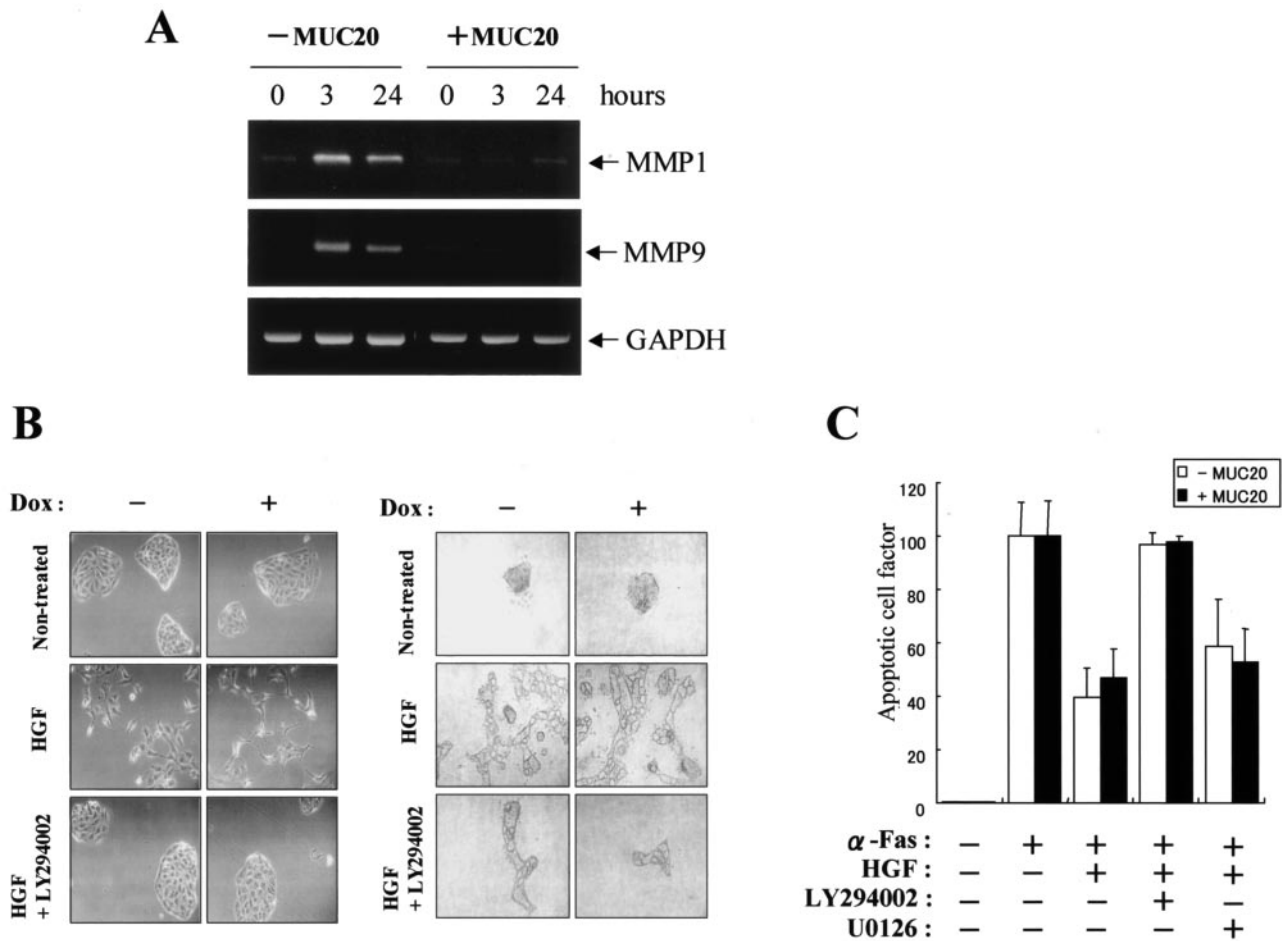 A
− MUC20 + MUC20
0 3 24 0 3 24 hours
← MMP1
← MMP9
← GAPDH
B
Dox : − +
Non-treated
HGF
HGF
+ LY294002
Dox : − +
Non-treated
HGF
HGF
+ LY294002
C
- MUC20
+ MUC20
Apoptotic cell factor
120
100
80
60
40
20
0
α-Fas : − + + + +
HGF : − − + + +
LY294002 : − − − + −
U0126 : − − − − +